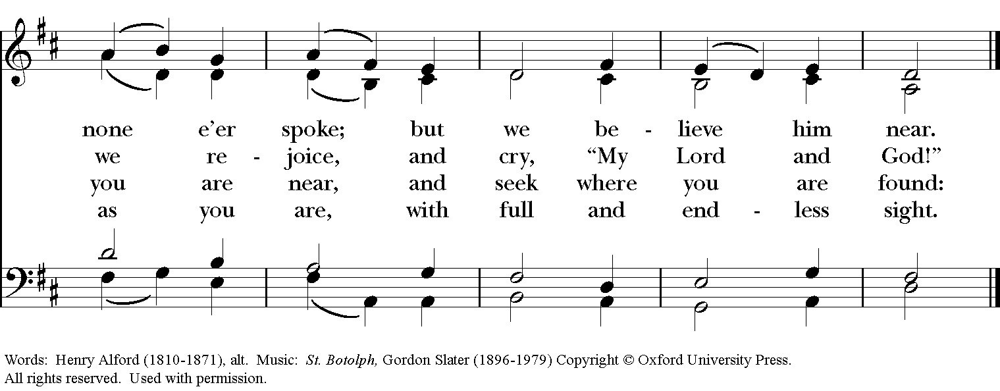 none e’er spoke; but we be - lieve him near.
we re - joice, and cry, “My Lord and God!”
you are near, and seek where you are found:
as you are, with full and end - less sight.
Words:  Henry Alford (1810-1871), alt.  Music:  St. Botolph, Gordon Slater (1896-1979) Copyright © Oxford University Press.
All rights reserved.  Used with permission.